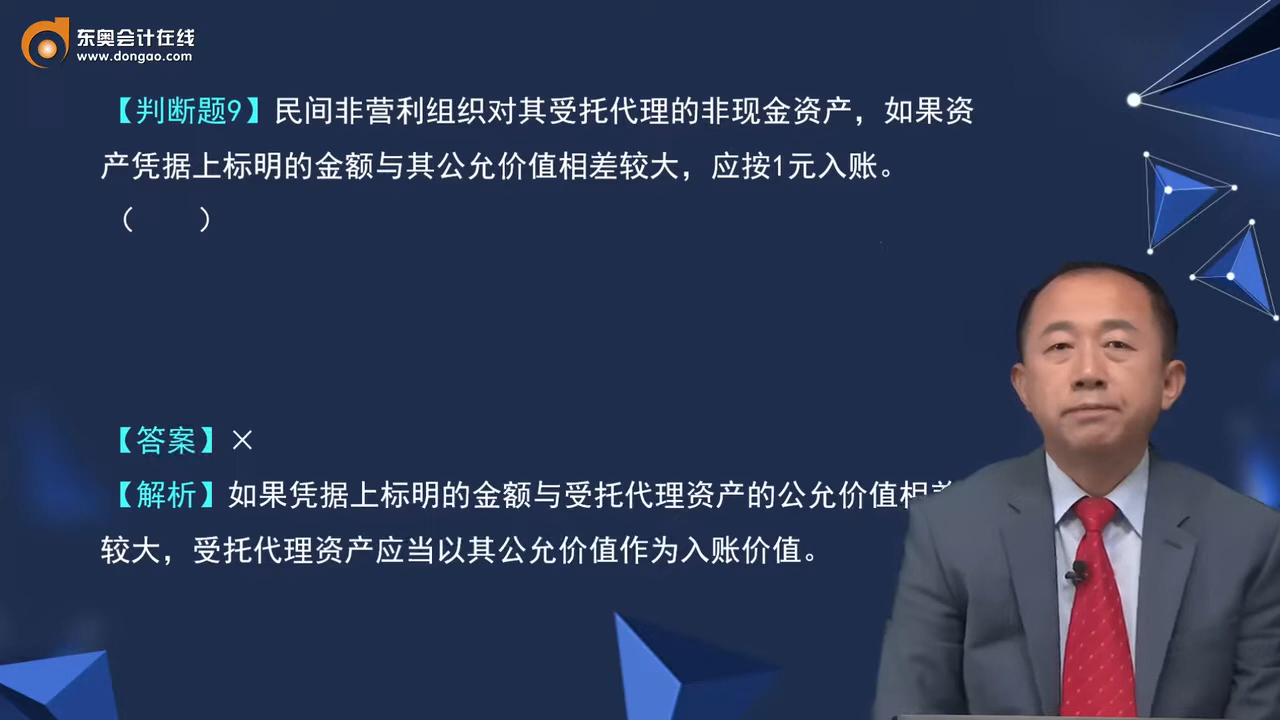 东奥会计在线
www.dongao.com
【判断题9】民间非营利组织对其受托代理的非现金资产，如果资
产凭据上标明的金额与其公允价值相差较大，应按1元入账。
（　　）
【答案】×
【解析】如果凭据上标明的金额与受托代理资产的公允价值相差
较大，受托代理资产应当以其公允价值作为入账价值。